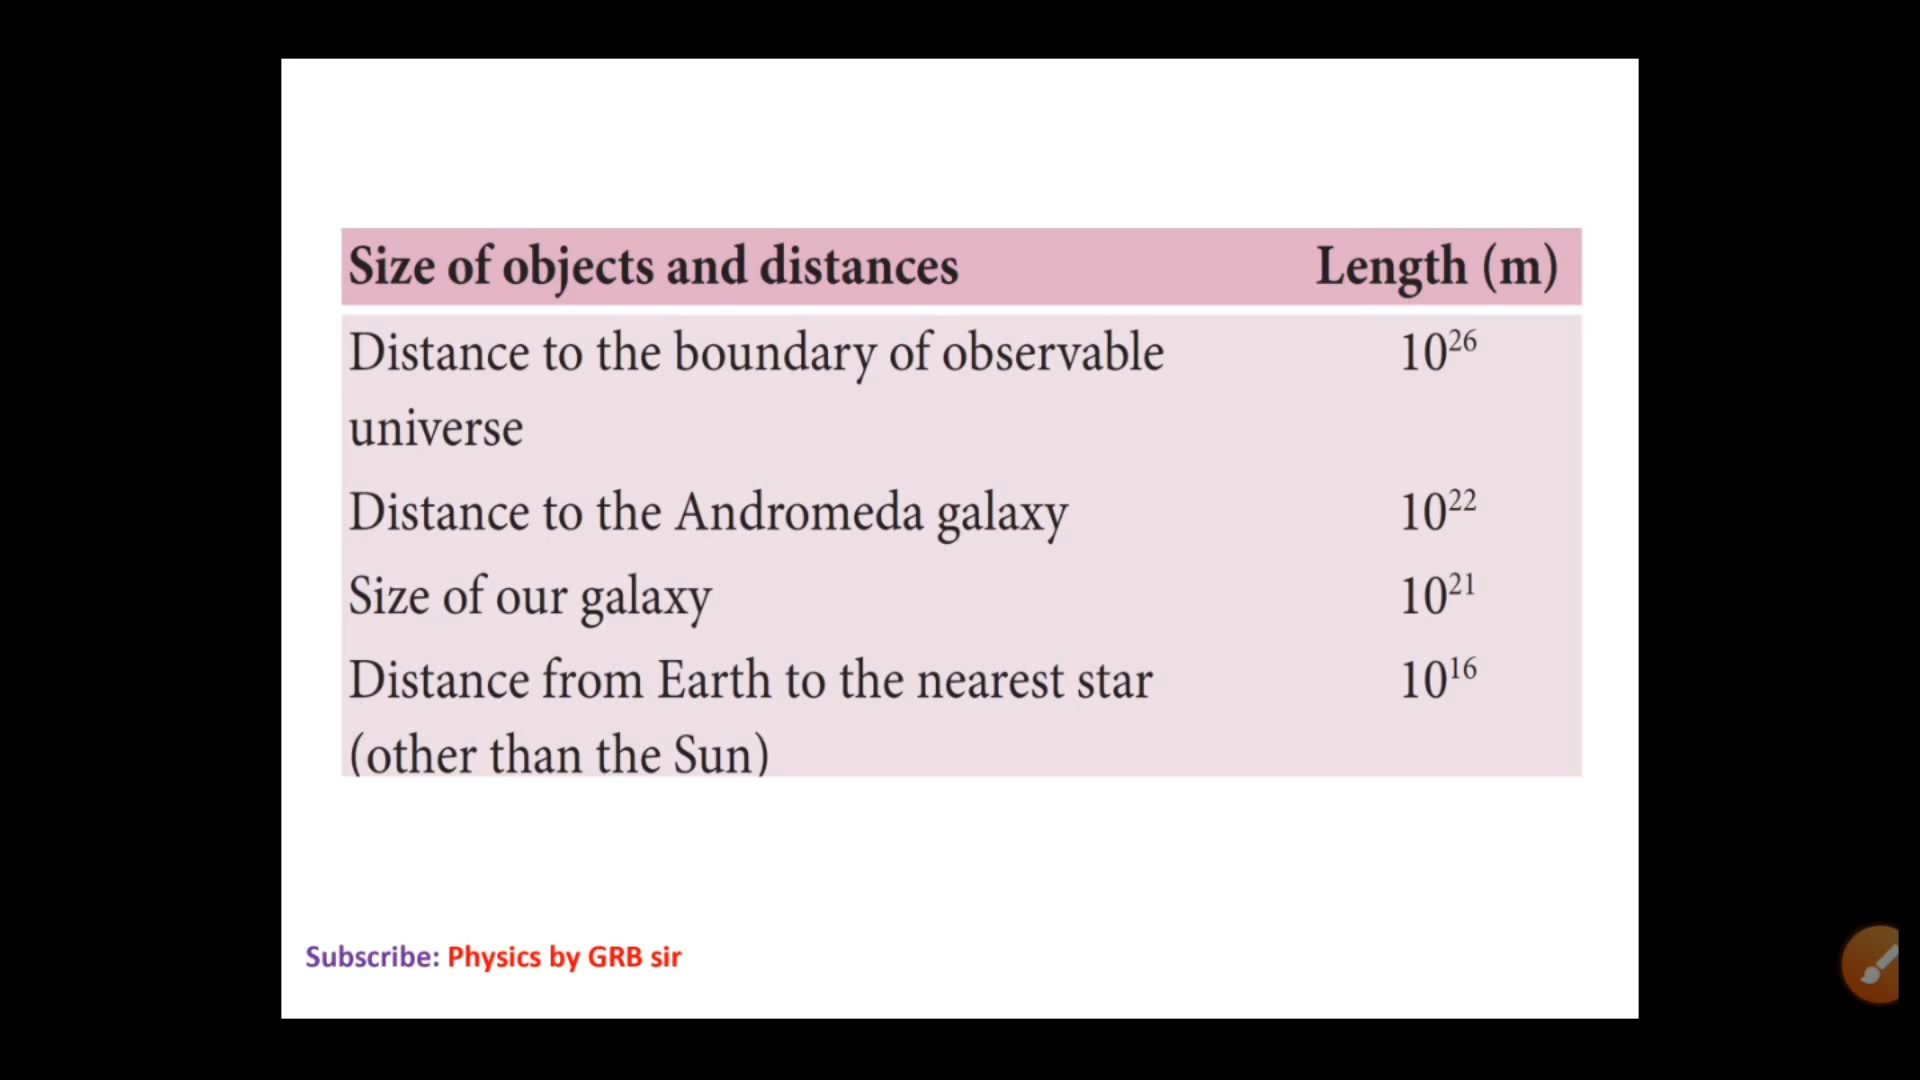 Size of objects and distances Length (m)
Distance to the boundary of observable 10²⁶
universe
Distance to the Andromeda galaxy 10²²
Size of our galaxy 10²¹
Distance from Earth to the nearest star 10¹⁶
(other than the Sun)
Subscribe: Physics by GRB sir